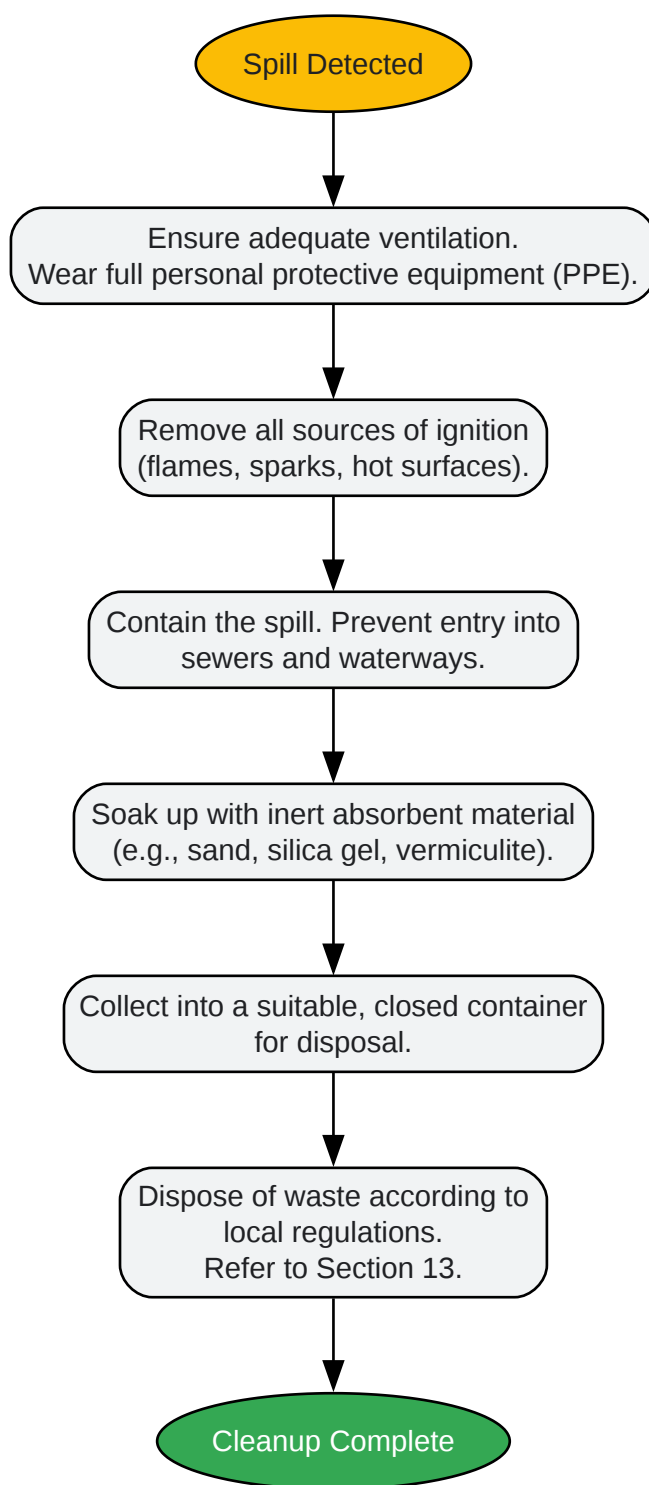 Spill Detected
Ensure adequate ventilation.
Wear full personal protective equipment (PPE).
Remove all sources of ignition
(flames, sparks, hot surfaces).
Contain the spill. Prevent entry into
sewers and waterways.
Soak up with inert absorbent material
(e.g., sand, silica gel, vermiculite).
Collect into a suitable, closed container
for disposal.
Dispose of waste according to
local regulations.
Refer to Section 13.
Cleanup Complete